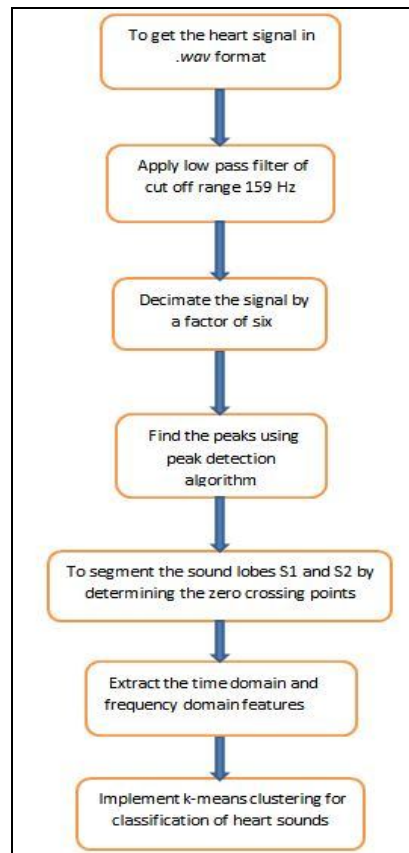 To get the heart signal in
.wav format
Apply low pass filter of
cut off range 159 Hz
Decimate the signal by
a factor of six
Find the peaks using
peak detection
algorithm
To segment the sound lobes S1 and S2 by
determining the zero crossing points
Extract the time domain and
frequency domain features
Implement k-means clustering for
classification of heart sounds